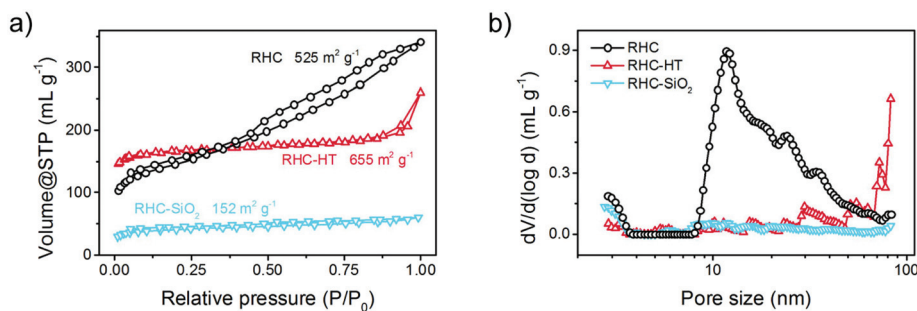 a)
Volume@STP (mL g⁻¹)
400
300
200
100
0
RHC 525 m² g⁻¹
RHC-HT 655 m² g⁻¹
RHC-SiO₂ 152 m² g⁻¹
0.00 0.25 0.50 0.75 1.00
Relative pressure (P/P₀)
b)
dV/d(log d) (mL g⁻¹)
0.9
0.6
0.3
0.0
RHC
RHC-HT
RHC-SiO₂
10 100
Pore size (nm)